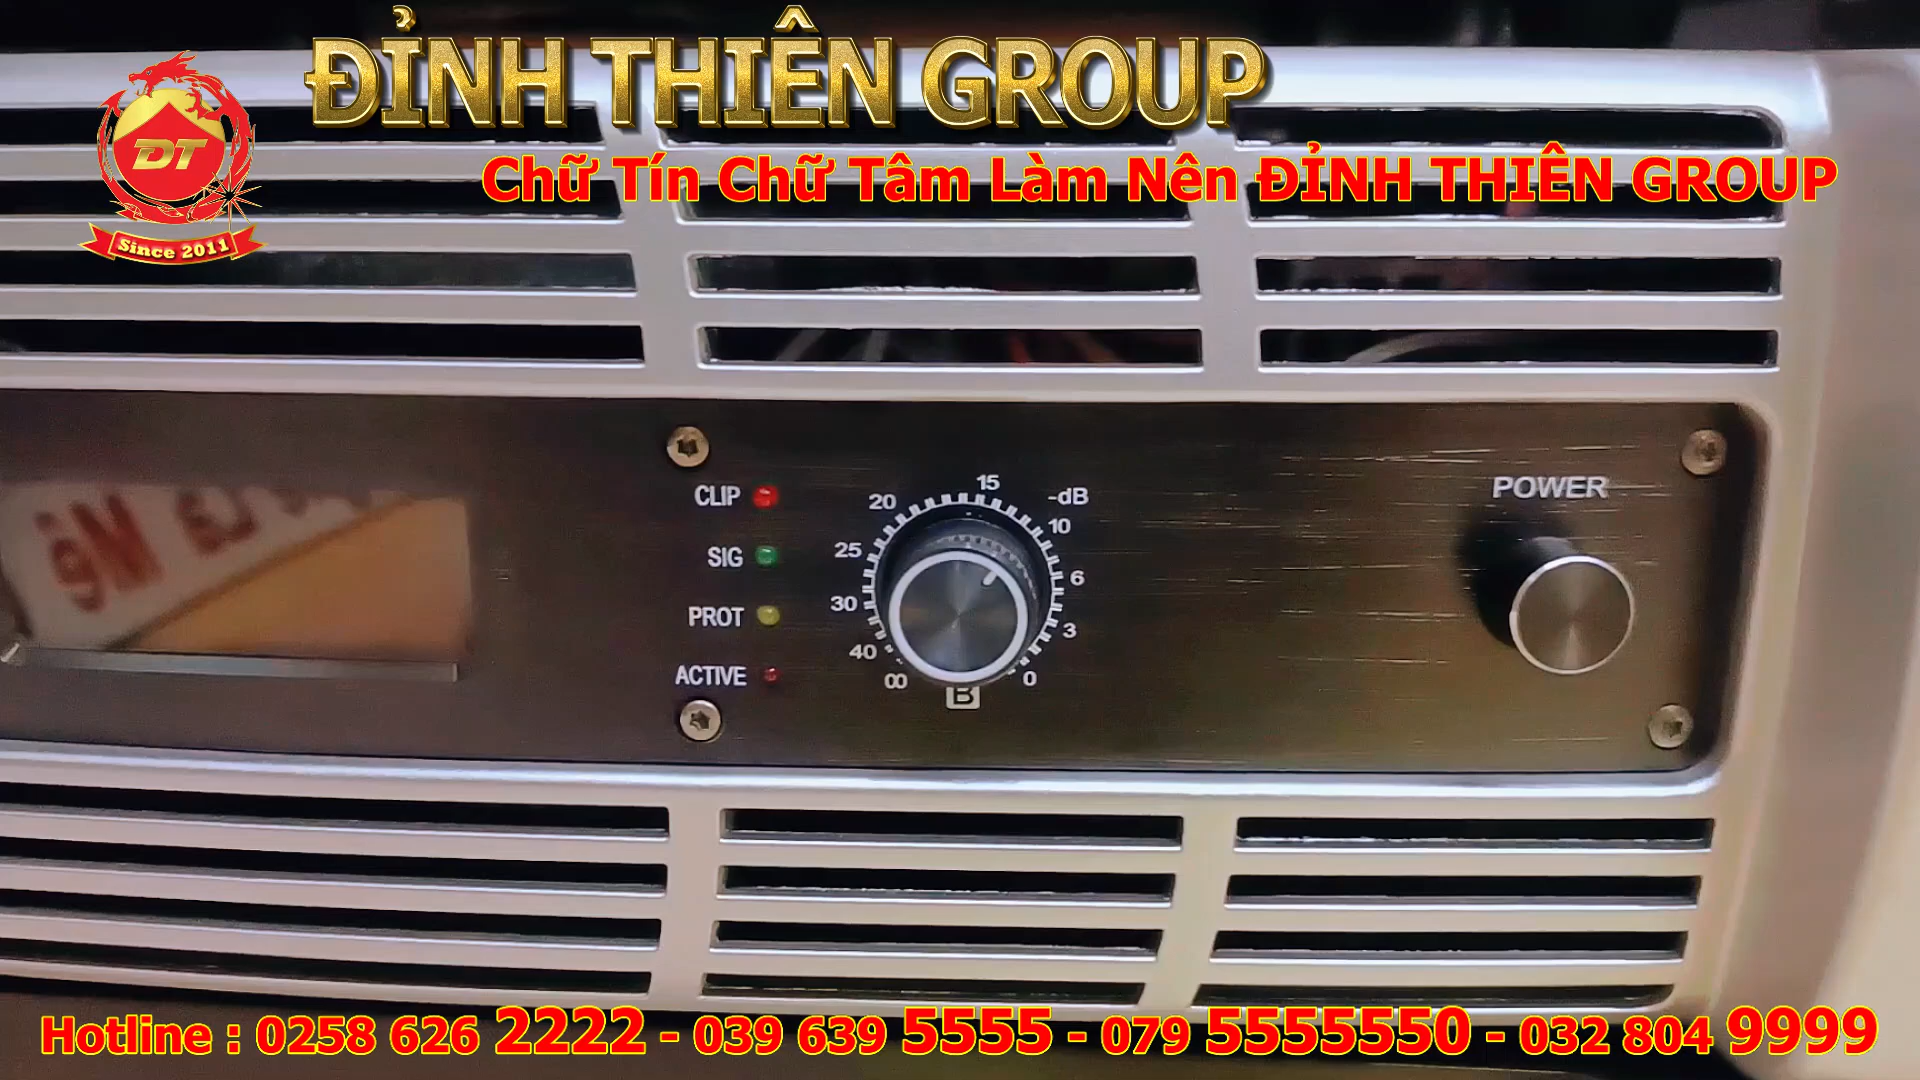 ĐỈNH THIÊN GROUP
DT
Chữ Tín Chữ Tâm Làm Nên ĐỈNH THIÊN GROUP
Since 2011
15
-dB
20
10
CLIP
POWER
25
SIG
6
30
PROT
3
40
ACTIVE
00
0
B
Hotline : 0258 626 2222 - 039 639 5555 - 079 5555550 - 032 804 9999